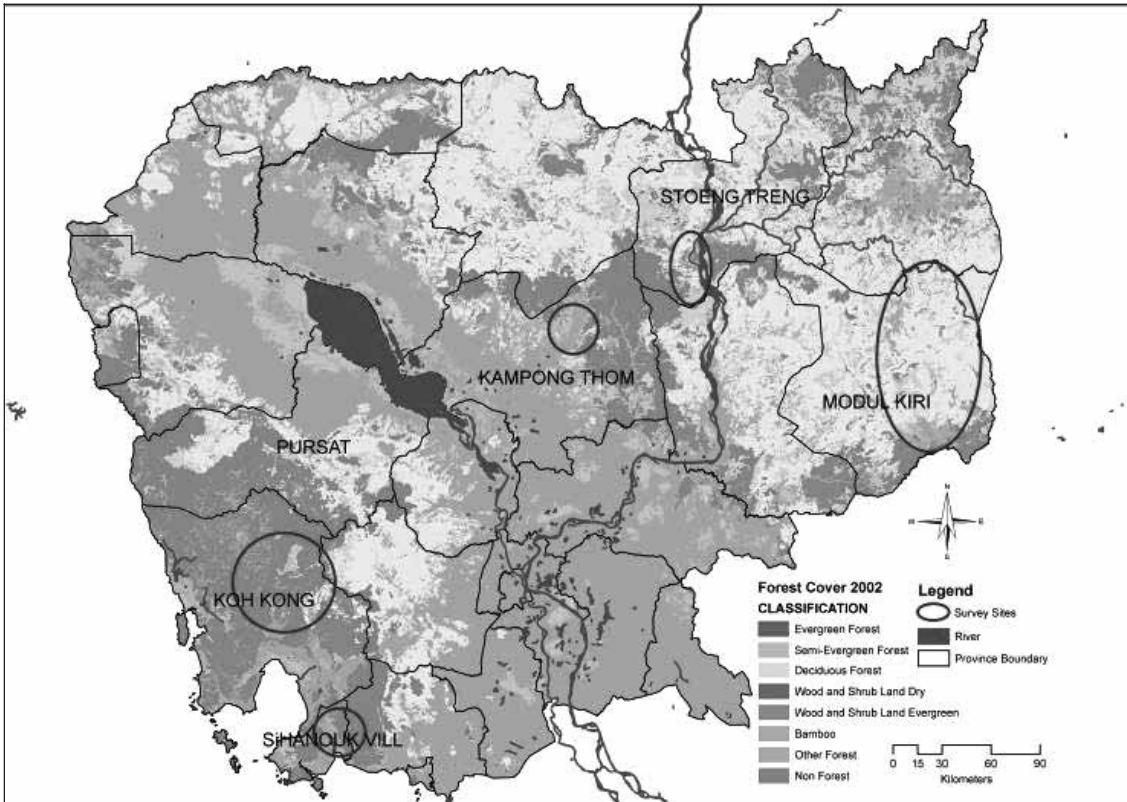 STOENG TRENG
KAMPONG THOM
MODUL KIRI
PURSAT
KOH KONG
SiHANOUK VILL
N
E
Forest Cover 2002
CLASSIFICATION
Evergreen Forest
Semi-Evergreen Forest
Deciduous Forest
Wood and Shrub Land Dry
Wood and Shrub Land Evergreen
Bamboo
Other Forest
Non Forest
Legend
Survey Sites
River
Province Boundary
0 15 30 60 90
Kilometers